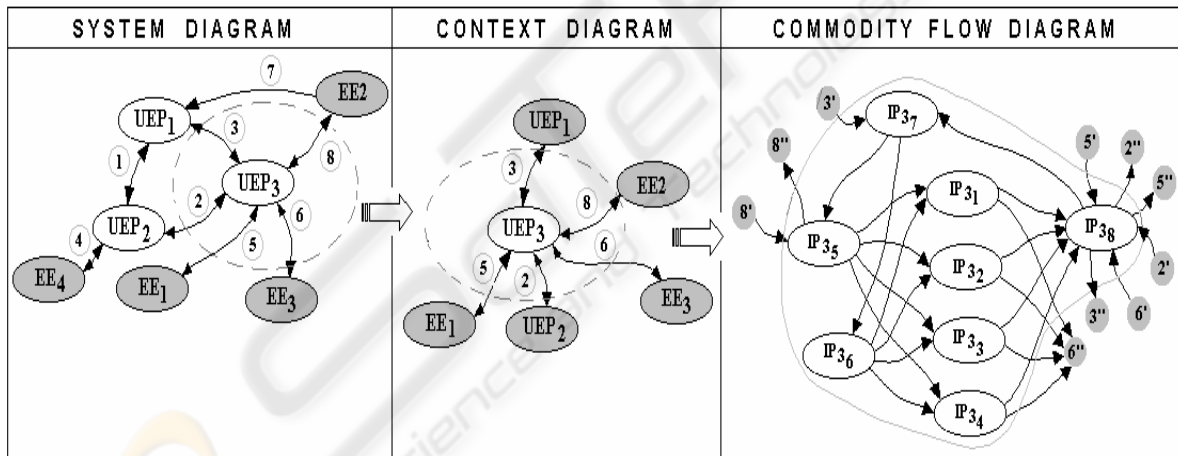 SYSTEM DIAGRAM
CONTEXT DIAGRAM
COMMODITY FLOW DIAGRAM
7
EE2
UEP1
3
8
1
UEP3
2
6
UEP2
5
4
EE4
EE1
EE3
UEP1
3
EE2
8
UEP3
6
5
2
EE3
EE1
UEP2
3'
IP37
5'
2''
8''
5''
IP31
8'
IP35
IP38
2'
IP32
3''
6'
IP33
6''
IP36
IP34